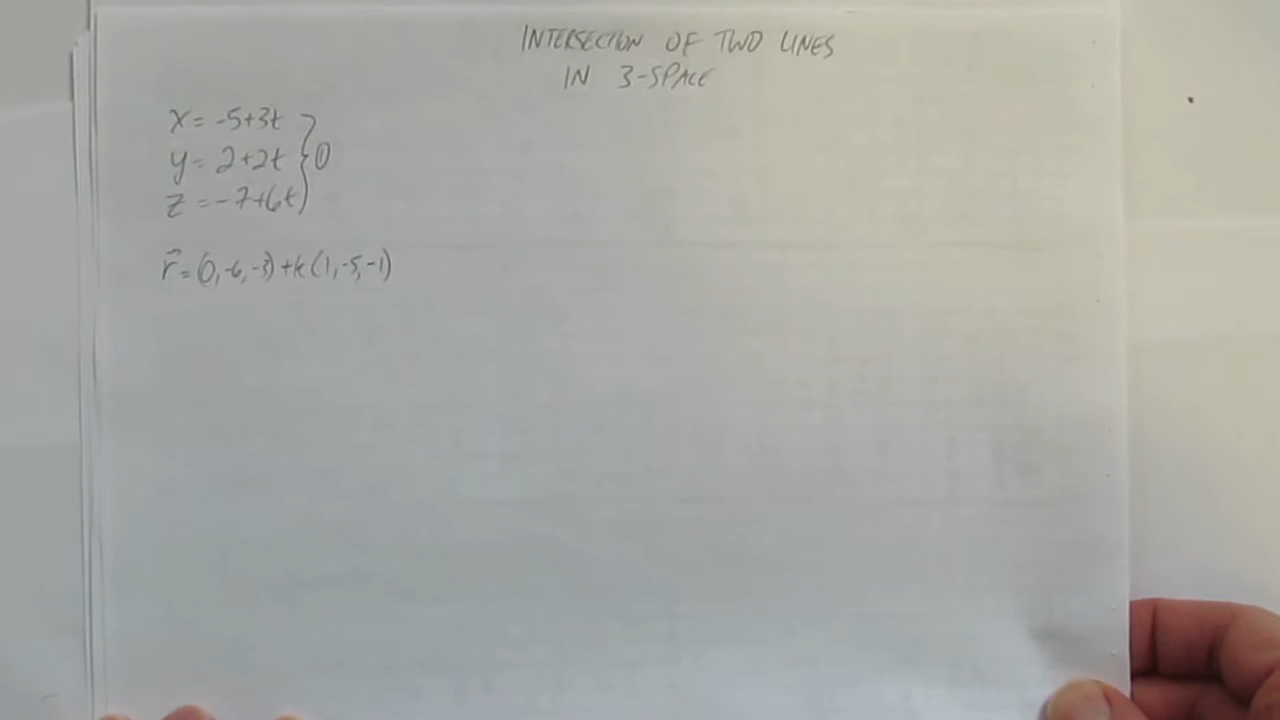 INTERSECTION OF TWO LINES
IN 3-SPACE
x = -5+3t
y = 2+2t
z = -7+6t
r⃗ = (0,-6,-3)+k(1,-5,-1)